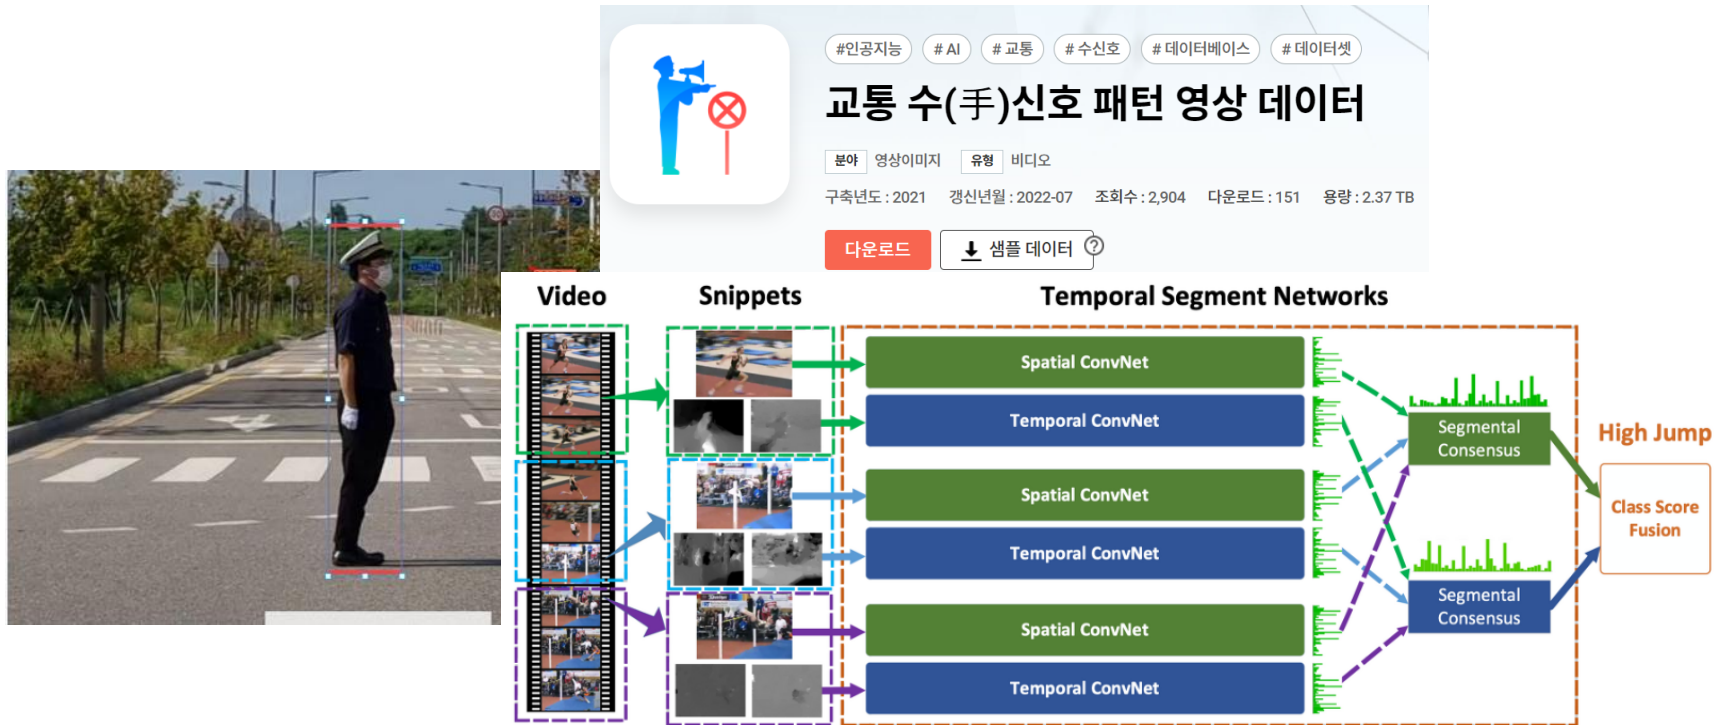 #인공지능 # AI # 교통 # 수신호 # 데이터베이스 # 데이터셋
교통 수(手)신호 패턴 영상 데이터
분야 영상이미지 유형 비디오
구축년도 : 2021 갱신년월 : 2022-07 조회수 : 2,904 다운로드 : 151 용량 : 2.37 TB
다운로드 샘플 데이터 ?
Video Snippets Temporal Segment Networks
Spatial ConvNet
Temporal ConvNet
Spatial ConvNet
Temporal ConvNet
Spatial ConvNet
Temporal ConvNet
Segmental
Consensus
Segmental
Consensus
High Jump
Class Score
Fusion